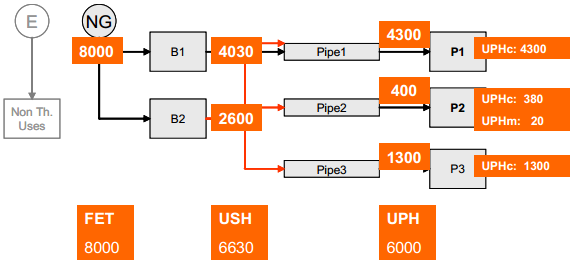 E
NG
8000
B1
4030
Pipe1
4300
P1
UPHc: 4300
B2
2600
Pipe2
400
P2
UPHc: 380
UPHm: 20
Non Th.
Uses
Pipe3
1300
P3
UPHc: 1300
FET
8000
USH
6630
UPH
6000